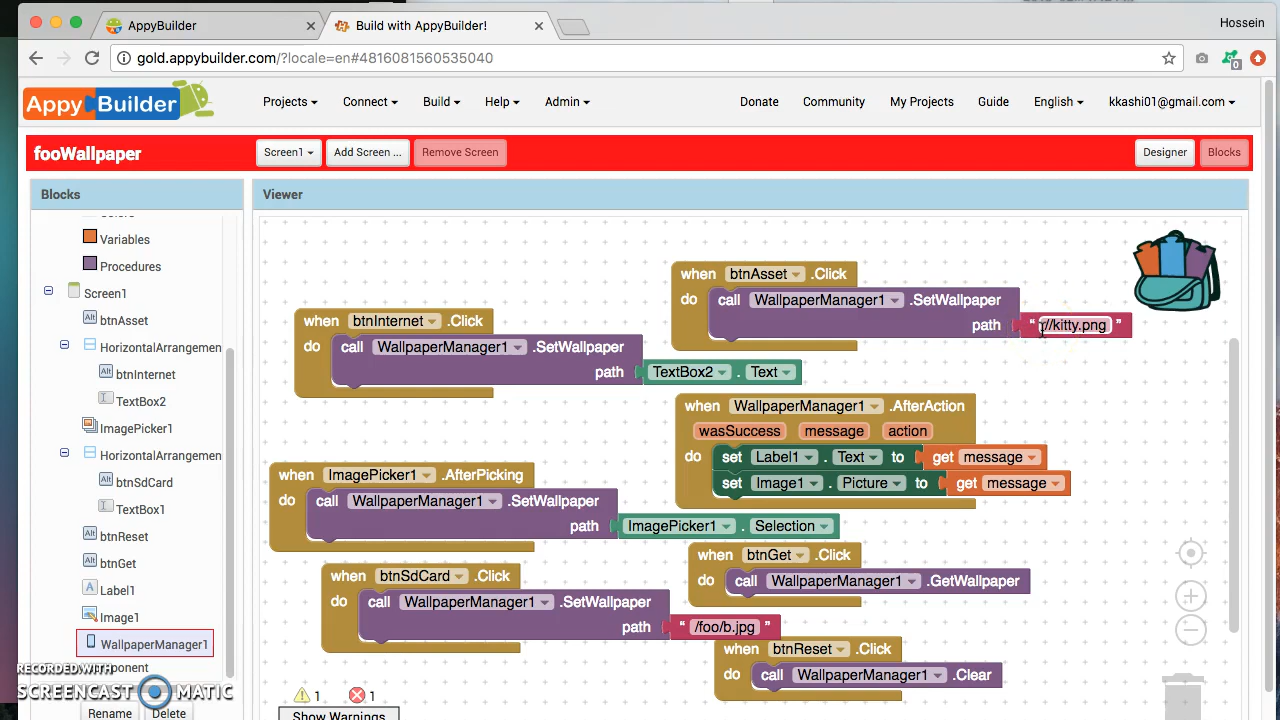 AppyBuilder
Build with AppyBuilder!
Hossein
gold.appybuilder.com/?locale=en#4816081560535040
0
Appy Builder
Projects
Connect
Build
Help
Admin
Donate
Community
My Projects
Guide
English
kkashi01@gmail.com
fooWallpaper
Screen1
Add Screen ...
Remove Screen
Designer
Blocks
Blocks
Variables
Procedures
Screen1
btnAsset
HorizontalArrangemen
btnInternet
TextBox2
ImagePicker1
HorizontalArrangemen
btnSdCard
TextBox1
btnReset
btnGet
Label1
Image1
WallpaperManager1
ponent
Rename
Delete
Viewer
when btnAsset .Click
do call WallpaperManager1 .SetWallpaper
path " //kitty.png "
when btnInternet .Click
do call WallpaperManager1 .SetWallpaper
path TextBox2 . Text
when WallpaperManager1 .AfterAction
wasSuccess message action
do set Label1 . Text to get message
set Image1 . Picture to get message
when ImagePicker1 .AfterPicking
do call WallpaperManager1 .SetWallpaper
path ImagePicker1 . Selection
when btnGet .Click
do call WallpaperManager1 .GetWallpaper
when btnSdCard .Click
do call WallpaperManager1 .SetWallpaper
path " /foo/b.jpg "
when btnReset .Click
do call WallpaperManager1 .Clear
1
1
Show Warnings
RECORDED WITH
SCREENCAST MATIC